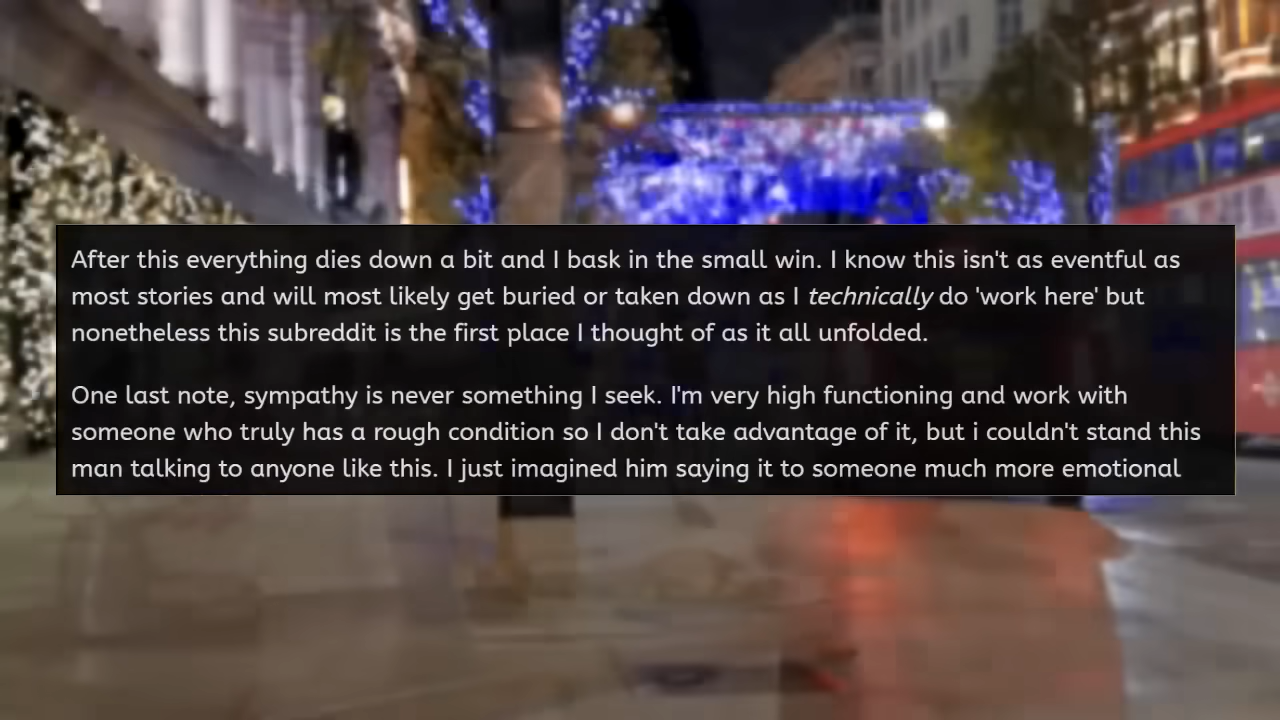 After this everything dies down a bit and I bask in the small win. I know this isn't as eventful as
most stories and will most likely get buried or taken down as I technically do 'work here' but
nonetheless this subreddit is the first place I thought of as it all unfolded.
One last note, sympathy is never something I seek. I'm very high functioning and work with
someone who truly has a rough condition so I don't take advantage of it, but i couldn't stand this
man talking to anyone like this. I just imagined him saying it to someone much more emotional